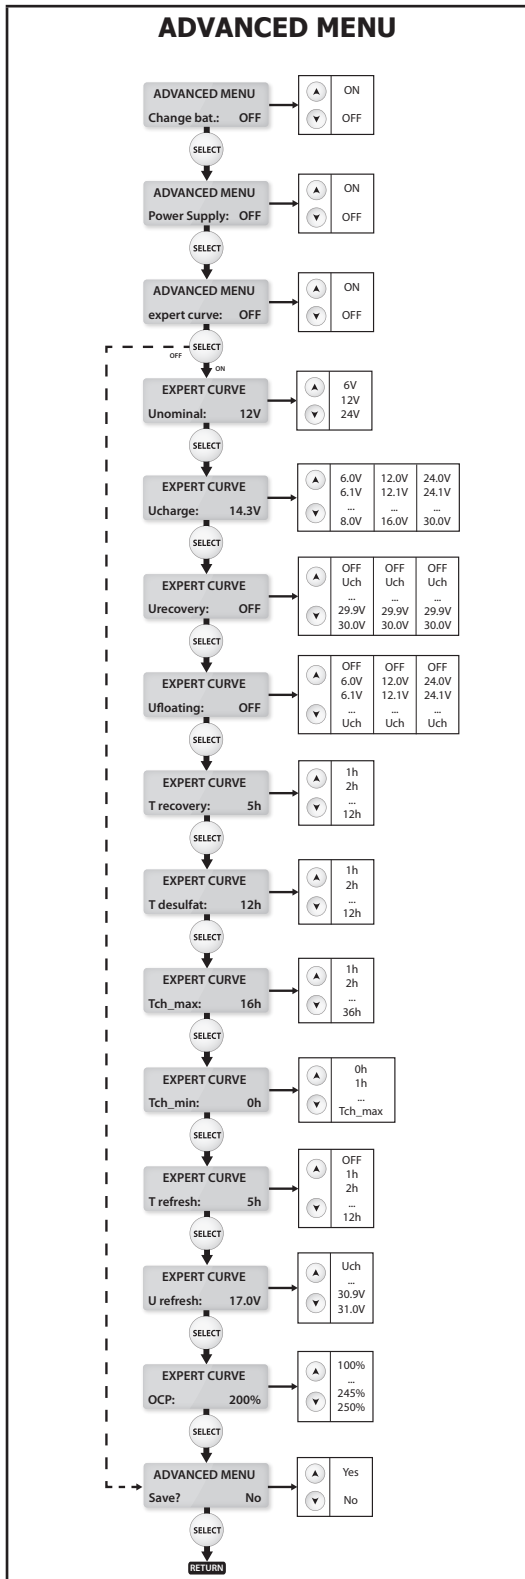 ADVANCED MENU
ADVANCED MENU
Change bat.: OFF
ON
OFF
SELECT
ADVANCED MENU
Power Supply: OFF
ON
OFF
SELECT
ADVANCED MENU
expert curve: OFF
ON
OFF
SELECT
OFF
ON
EXPERT CURVE
Unominal: 12V
6V
12V
24V
SELECT
EXPERT CURVE
Ucharge: 14.3V
6.0V 12.0V 24.0V
6.1V 12.1V 24.1V
... ... ...
8.0V 16.0V 30.0V
SELECT
EXPERT CURVE
Urecovery: OFF
OFF OFF OFF
Uch Uch Uch
... ... ...
29.9V 29.9V 29.9V
30.0V 30.0V 30.0V
SELECT
EXPERT CURVE
Ufloating: OFF
OFF OFF OFF
6.0V 12.0V 24.0V
6.1V 12.1V 24.1V
... ... ...
Uch Uch Uch
SELECT
EXPERT CURVE
T recovery: 5h
1h
2h
...
12h
SELECT
EXPERT CURVE
T desulfat: 12h
1h
2h
...
12h
SELECT
EXPERT CURVE
Tch_max: 16h
1h
2h
...
36h
SELECT
EXPERT CURVE
Tch_min: 0h
0h
1h
...
Tch_max
SELECT
EXPERT CURVE
T refresh: 5h
OFF
1h
2h
...
12h
SELECT
EXPERT CURVE
U refresh: 17.0V
Uch
...
30.9V
31.0V
SELECT
EXPERT CURVE
OCP: 200%
100%
...
245%
250%
SELECT
ADVANCED MENU
Save? No
Yes
No
SELECT
RETURN